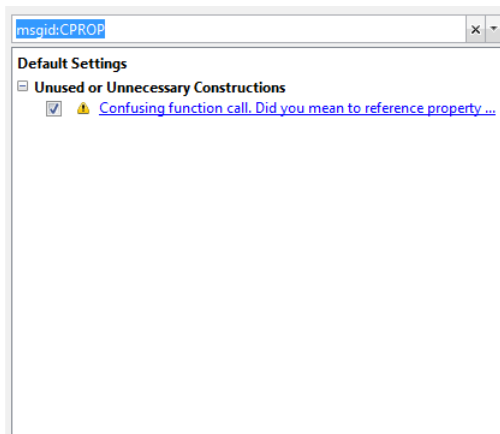 msgid:CPROP
Default Settings
Unused or Unnecessary Constructions
Confusing function call. Did you mean to reference property ...